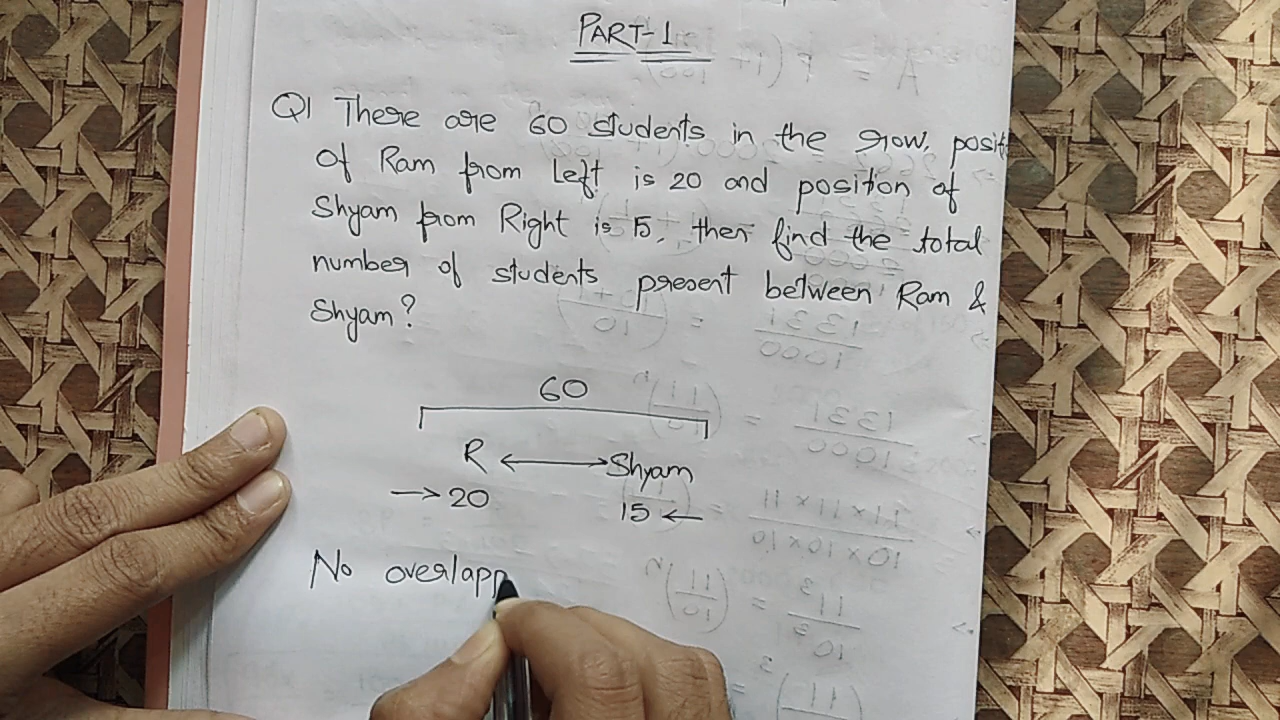 PART-1
Q1 There are 60 students in the row, posit
of Ram from Left is 20 and position of
Shyam from Right is 15, then find the total
number of students present between Ram &
Shyam?
60
R ⟷ Shyam
→ 20 15 ←
No overlapp